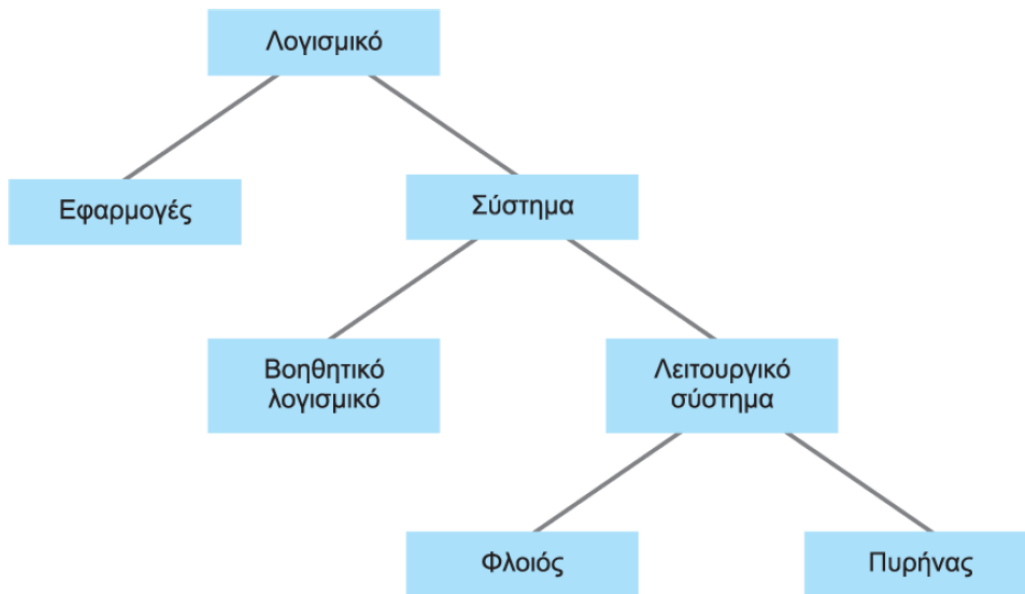 Λογισμικό
Εφαρμογές
Σύστημα
Βοηθητικό
λογισμικό
Λειτουργικό
σύστημα
Φλοιός
Πυρήνας